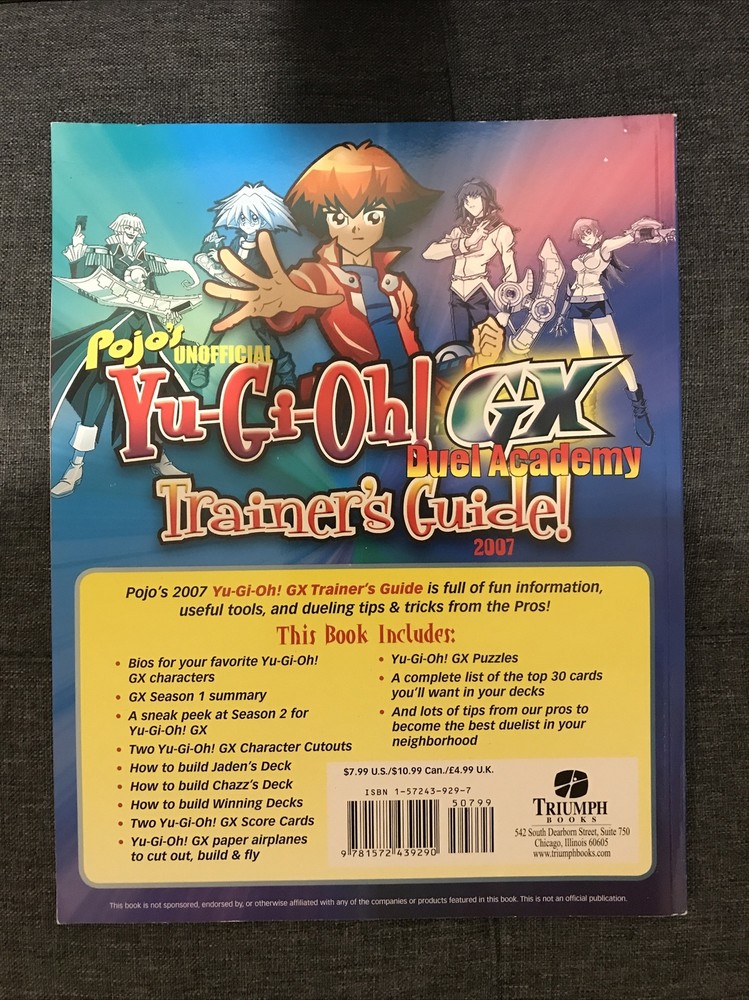 Pojo's UNOFFICIAL
Yu-Gi-Oh! GX
Duel Academy
Trainer's Guide!
2007
Pojo's 2007 Yu-Gi-Oh! GX Trainer's Guide is full of fun information,
useful tools, and dueling tips & tricks from the Pros!
This Book Includes:
• Bios for your favorite Yu-Gi-Oh!
GX characters
• GX Season 1 summary
• A sneak peek at Season 2 for
Yu-Gi-Oh! GX
• Two Yu-Gi-Oh! GX Character Cutouts
• How to build Jaden's Deck
• How to build Chazz's Deck
• How to build Winning Decks
• Two Yu-Gi-Oh! GX Score Cards
• Yu-Gi-Oh! GX paper airplanes
to cut out, build & fly
• Yu-Gi-Oh! GX Puzzles
• A complete list of the top 30 cards
you'll want in your decks
• And lots of tips from our pros to
become the best duelist in your
neighborhood
$7.99 U.S./$10.99 Can./£4.99 U.K.
ISBN 1-57243-929-7
50799
9 781572 439290
TRIUMPH
BOOKS
542 South Dearborn Street, Suite 750
Chicago, Illinois 60605
www.triumphbooks.com
This book is not sponsored, endorsed by, or otherwise affiliated with any of the companies or products featured in this book. This is not an official publication.